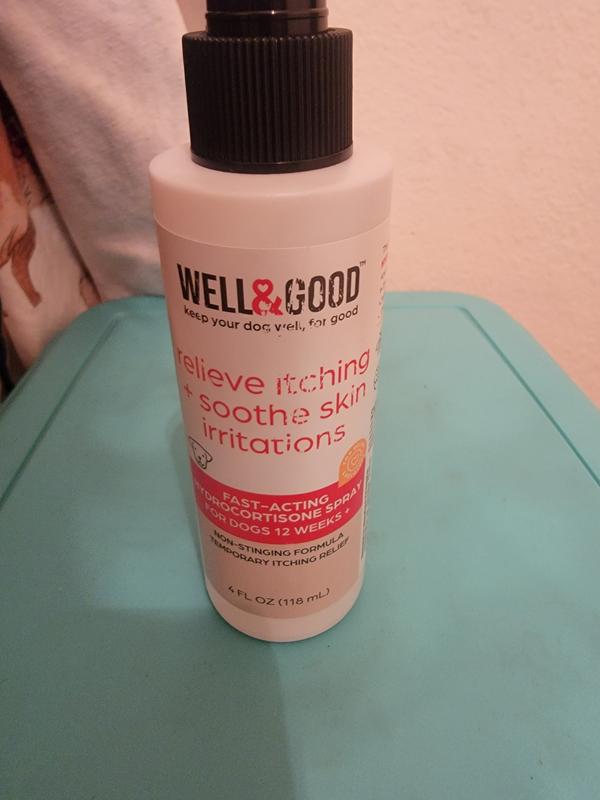 WELL&GOOD™
keep your dog well, for good
relieve itching
+ soothe skin
irritations
FAST-ACTING
HYDROCORTISONE SPRAY
FOR DOGS 12 WEEKS +
NON-STINGING FORMULA
TEMPORARY ITCHING RELIEF
4 FL OZ (118 mL)